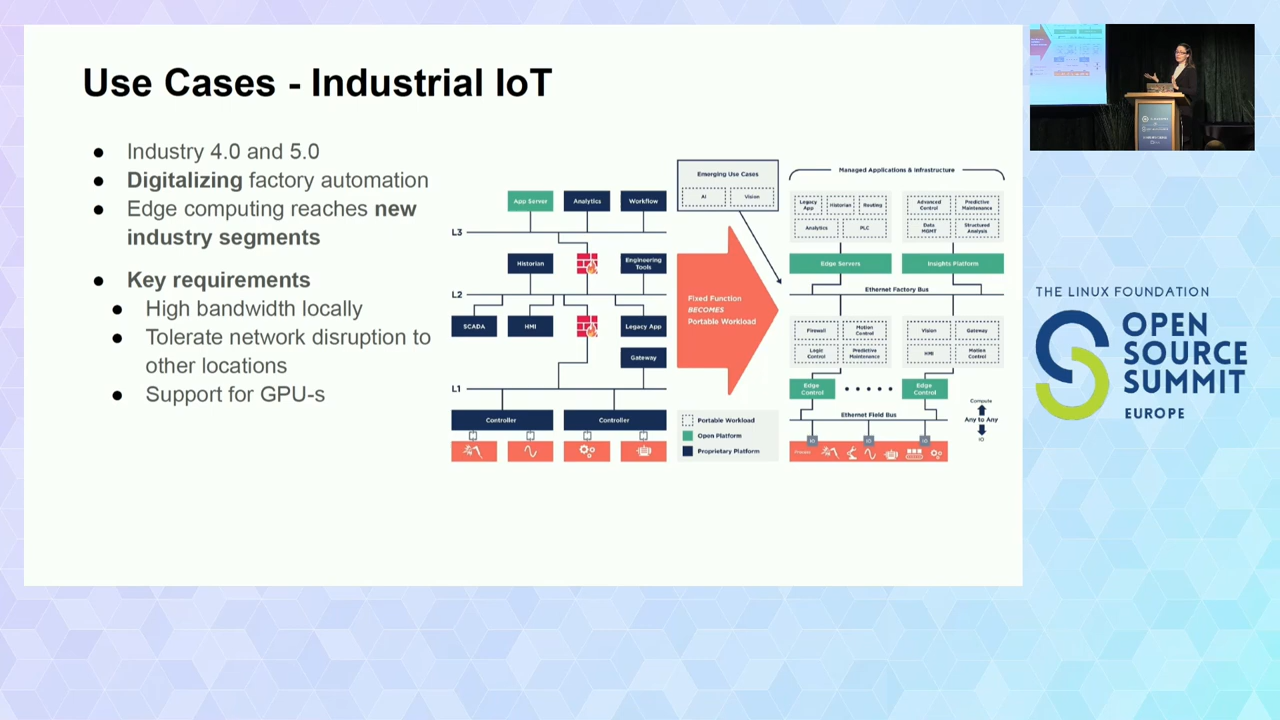 Use Cases - Industrial IoT
● Industry 4.0 and 5.0
● Digitalizing factory automation
● Edge computing reaches new
industry segments
● Key requirements
● High bandwidth locally
● Tolerate network disruption to
other locations
● Support for GPU-s
App Server
Analytics
Workflow
L3
Historian
Engineering
Tools
L2
SCADA
HMI
Legacy App
Gateway
L1
Controller
Controller
Emerging Use Cases
AI
Vision
Fixed Function
BECOMES
Portable Workload
Portable Workload
Open Platform
Proprietary Platform
Managed Applications & Infrastructure
Legacy
App
Historian
Routing
Analytics
PLC
Advanced
Control
Predictive
Maintenance
Data
MGMT
Structured
Analysis
Edge Servers
Insights Platform
Ethernet Factory Bus
Firewall
Motion
Control
Logic
Control
Predictive
Maintenance
Vision
Gateway
HMI
Motion
Control
Edge
Control
Edge
Control
Ethernet Field Bus
IO
IO
IO
Process
Compute
Any to Any
IO
THE LINUX FOUNDATION
OPEN
SOURCE
SUMMIT
EUROPE